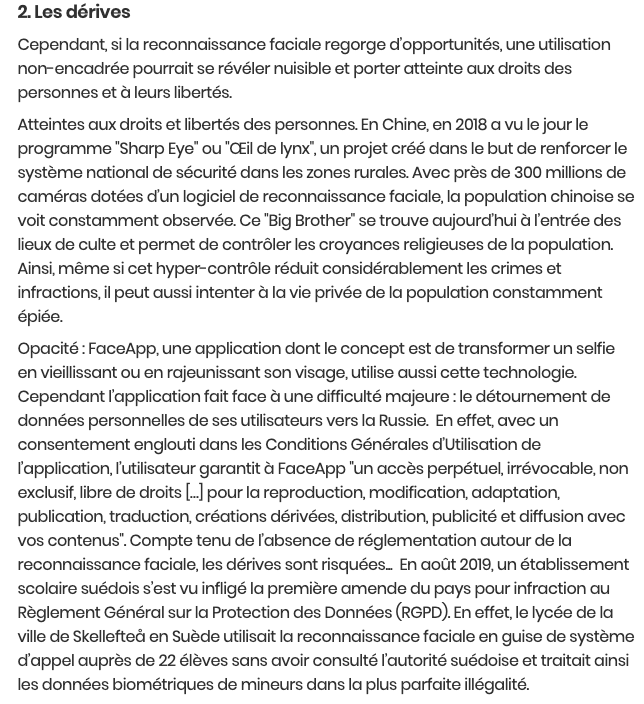 2. Les dérives
Cependant, si la reconnaissance faciale regorge d'opportunités, une utilisation
non-encadrée pourrait se révéler nuisible et porter atteinte aux droits des
personnes et à leurs libertés.
Atteintes aux droits et libertés des personnes. En Chine, en 2018 a vu le jour le
programme "Sharp Eye" ou "Œil de lynx", un projet créé dans le but de renforcer le
système national de sécurité dans les zones rurales. Avec près de 300 millions de
caméras dotées d'un logiciel de reconnaissance faciale, la population chinoise se
voit constamment observée. Ce "Big Brother" se trouve aujourd'hui à l'entrée des
lieux de culte et permet de contrôler les croyances religieuses de la population.
Ainsi, même si cet hyper-contrôle réduit considérablement les crimes et
infractions, il peut aussi intenter à la vie privée de la population constamment
épiée.
Opacité : FaceApp, une application dont le concept est de transformer un selfie
en vieillissant ou en rajeunissant son visage, utilise aussi cette technologie.
Cependant l'application fait face à une difficulté majeure : le détournement de
données personnelles de ses utilisateurs vers la Russie.  En effet, avec un
consentement englouti dans les Conditions Générales d'Utilisation de
l'application, l'utilisateur garantit à FaceApp "un accès perpétuel, irrévocable, non
exclusif, libre de droits [...] pour la reproduction, modification, adaptation,
publication, traduction, créations dérivées, distribution, publicité et diffusion avec
vos contenus". Compte tenu de l'absence de réglementation autour de la
reconnaissance faciale, les dérives sont risquées...  En août 2019, un établissement
scolaire suédois s'est vu infligé la première amende du pays pour infraction au
Règlement Général sur la Protection des Données (RGPD). En effet, le lycée de la
ville de Skellefteå en Suède utilisait la reconnaissance faciale en guise de système
d'appel auprès de 22 élèves sans avoir consulté l'autorité suédoise et traitait ainsi
les données biométriques de mineurs dans la plus parfaite illégalité.